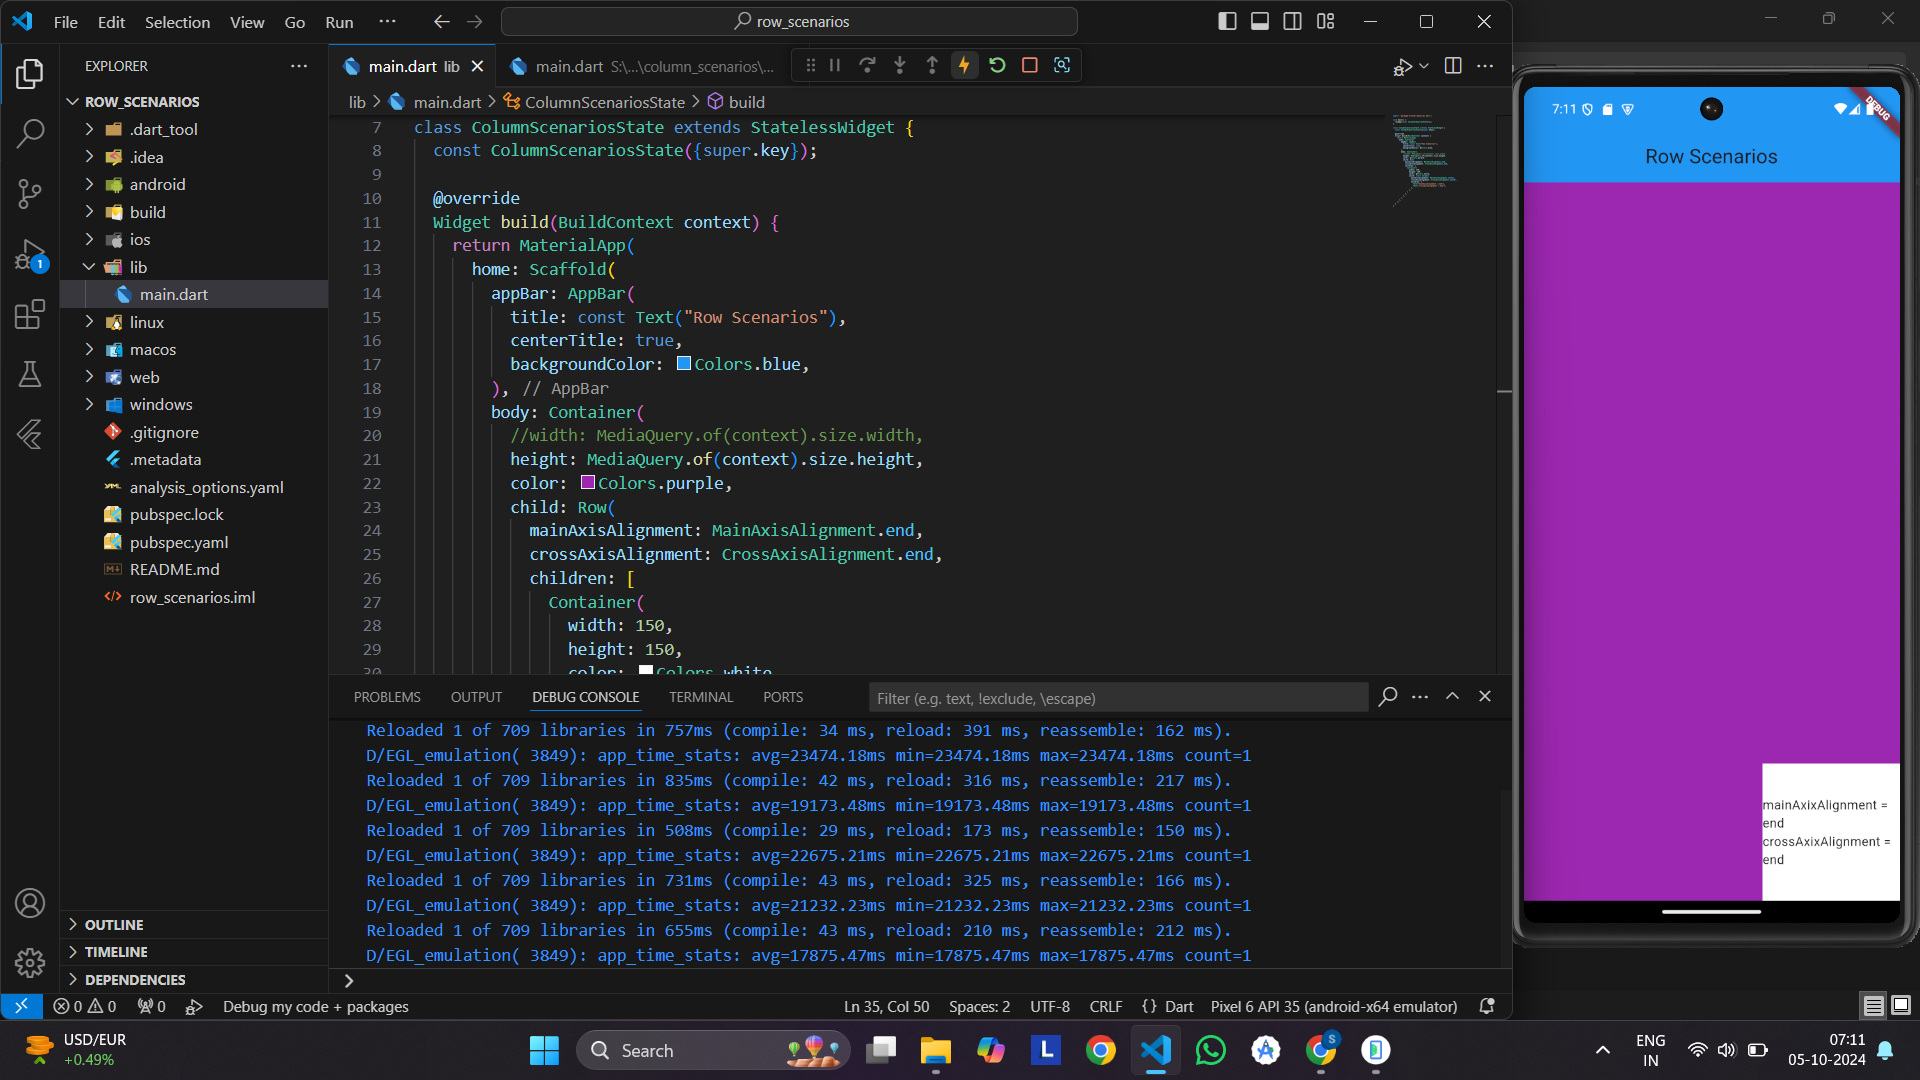 File Edit Selection View Go Run ··· row_scenarios
EXPLORER ···
ROW_SCENARIOS
.dart_tool
.idea
android
build
ios
lib
main.dart
linux
macos
web
windows
.gitignore
.metadata
analysis_options.yaml
pubspec.lock
pubspec.yaml
README.md
row_scenarios.iml
OUTLINE
TIMELINE
DEPENDENCIES
1
main.dart lib main.dart S:\...\column_scenarios\...
lib > main.dart > ColumnScenariosState > build
7 class ColumnScenariosState extends StatelessWidget {
8 const ColumnScenariosState({super.key});
9
10 @override
11 Widget build(BuildContext context) {
12 return MaterialApp(
13 home: Scaffold(
14 appBar: AppBar(
15 title: const Text("Row Scenarios"),
16 centerTitle: true,
17 backgroundColor: Colors.blue,
18 ), // AppBar
19 body: Container(
20 //width: MediaQuery.of(context).size.width,
21 height: MediaQuery.of(context).size.height,
22 color: Colors.purple,
23 child: Row(
24 mainAxisAlignment: MainAxisAlignment.end,
25 crossAxisAlignment: CrossAxisAlignment.end,
26 children: [
27 Container(
28 width: 150,
29 height: 150,
30 color: Colors.white,
PROBLEMS OUTPUT DEBUG CONSOLE TERMINAL PORTS Filter (e.g. text, !exclude, \escape) ···
Reloaded 1 of 709 libraries in 757ms (compile: 34 ms, reload: 391 ms, reassemble: 162 ms).
D/EGL_emulation( 3849): app_time_stats: avg=23474.18ms min=23474.18ms max=23474.18ms count=1
Reloaded 1 of 709 libraries in 835ms (compile: 42 ms, reload: 316 ms, reassemble: 217 ms).
D/EGL_emulation( 3849): app_time_stats: avg=19173.48ms min=19173.48ms max=19173.48ms count=1
Reloaded 1 of 709 libraries in 508ms (compile: 29 ms, reload: 173 ms, reassemble: 150 ms).
D/EGL_emulation( 3849): app_time_stats: avg=22675.21ms min=22675.21ms max=22675.21ms count=1
Reloaded 1 of 709 libraries in 731ms (compile: 43 ms, reload: 325 ms, reassemble: 166 ms).
D/EGL_emulation( 3849): app_time_stats: avg=21232.23ms min=21232.23ms max=21232.23ms count=1
Reloaded 1 of 709 libraries in 655ms (compile: 43 ms, reload: 210 ms, reassemble: 212 ms).
D/EGL_emulation( 3849): app_time_stats: avg=17875.47ms min=17875.47ms max=17875.47ms count=1
0 0 0 Debug my code + packages Ln 35, Col 50 Spaces: 2 UTF-8 CRLF {} Dart Pixel 6 API 35 (android-x64 emulator)
7:11
DEBUG
Row Scenarios
mainAxixAlignment =
end
crossAxixAlignment =
end
USD/EUR
+0.49%
Search
L
S
ENG
IN
07:11
05-10-2024